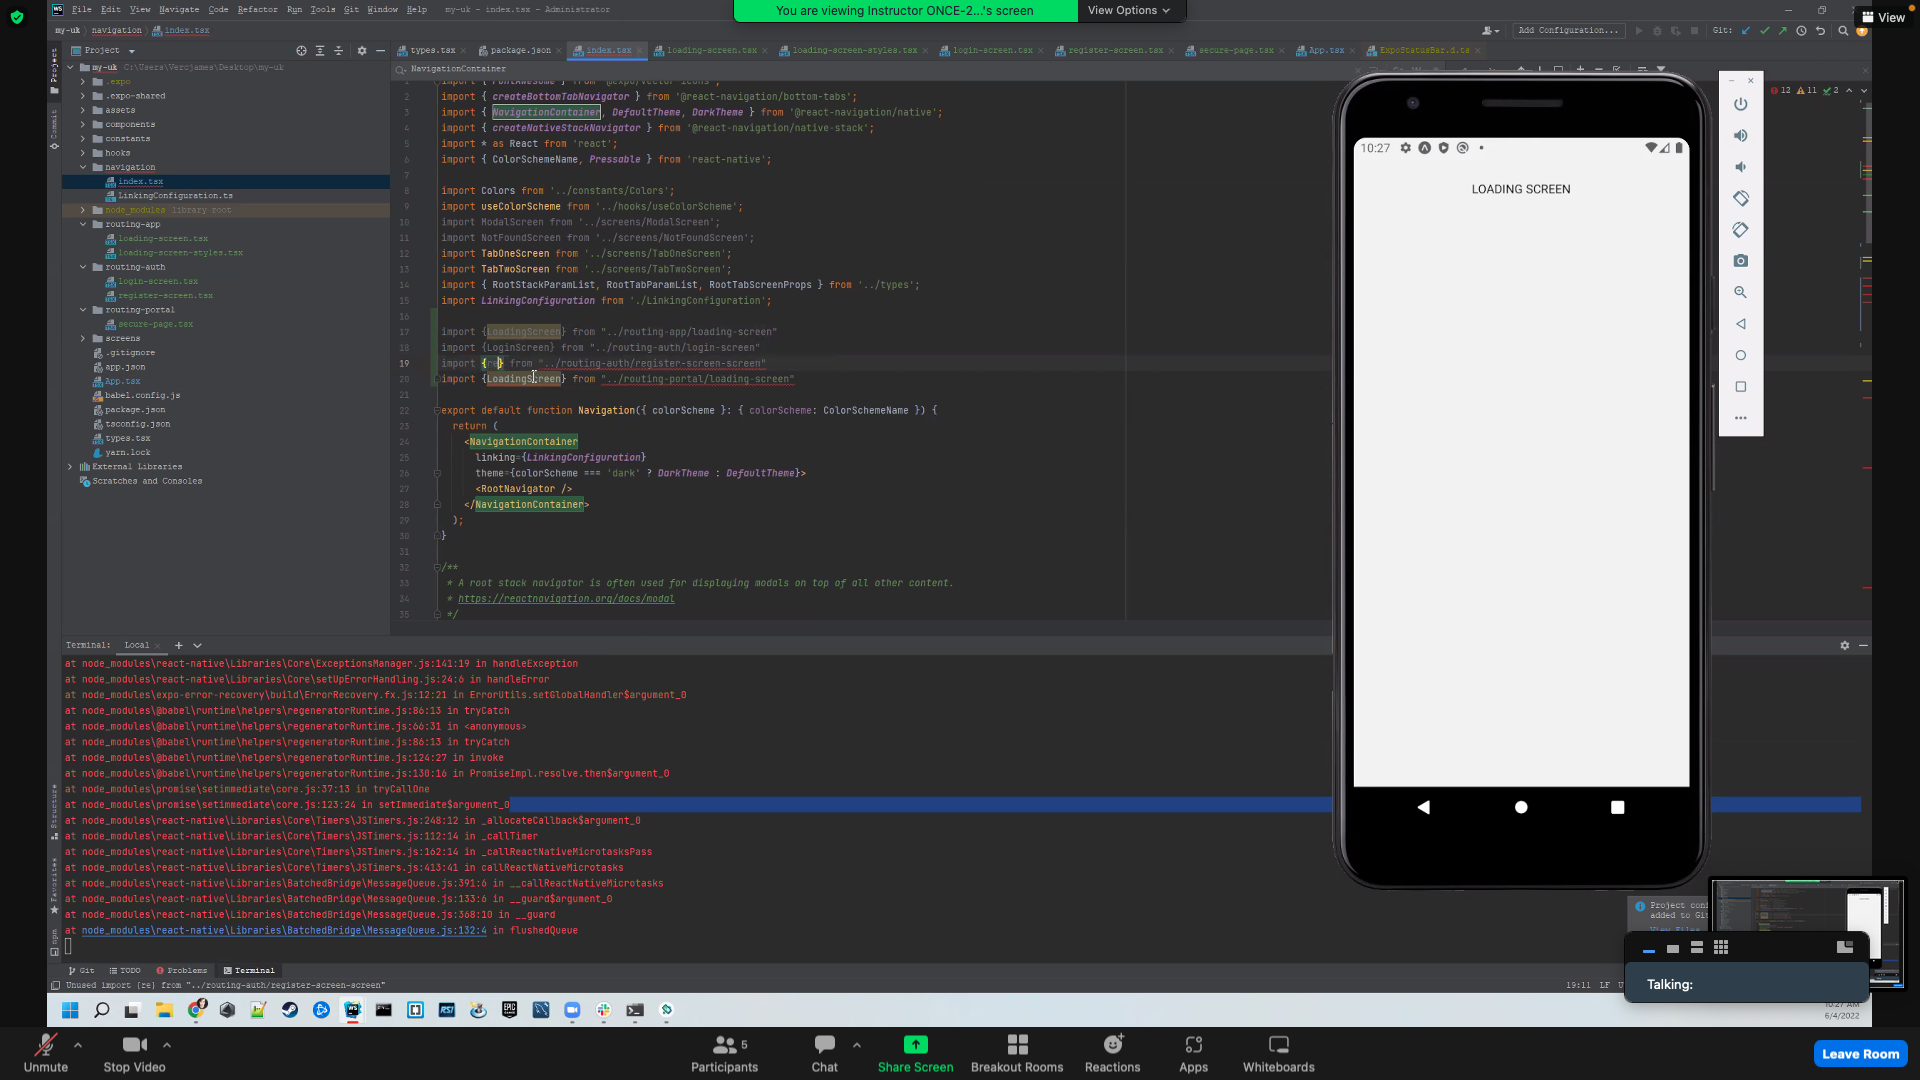 You are viewing Instructor ONCE-2...'s screen
View Options
View
WS File Edit View Navigate Code Refactor Run Tools Git Window Help my-uk - index.tsx - Administrator
my-uk navigation index.tsx
Add Configuration...
Git:
Project
types.tsx package.json index.tsx loading-screen.tsx loading-screen-styles.tsx login-screen.tsx register-screen.tsx secure-page.tsx App.tsx ExpoStatusBar.d.ts
my-uk C:\Users\Vercjames\Desktop\my-uk
.expo
.expo-shared
assets
components
constants
hooks
navigation
index.tsx
LinkingConfiguration.ts
node_modules library root
routing-app
loading-screen.tsx
loading-screen-styles.tsx
routing-auth
login-screen.tsx
register-screen.tsx
routing-portal
secure-page.tsx
screens
.gitignore
app.json
App.tsx
babel.config.js
package.json
tsconfig.json
types.tsx
yarn.lock
External Libraries
Scratches and Consoles
Project
Commit
Structure
Favorites
npm
NavigationContainer
12 11 2
import { FontAwesome } from '@expo/vector-icons';
2 import { createBottomTabNavigator } from '@react-navigation/bottom-tabs';
3 import { NavigationContainer, DefaultTheme, DarkTheme } from '@react-navigation/native';
4 import { createNativeStackNavigator } from '@react-navigation/native-stack';
5 import * as React from 'react';
6 import { ColorSchemeName, Pressable } from 'react-native';
7
8 import Colors from '../constants/Colors';
9 import useColorScheme from '../hooks/useColorScheme';
10 import ModalScreen from '../screens/ModalScreen';
11 import NotFoundScreen from '../screens/NotFoundScreen';
12 import TabOneScreen from '../screens/TabOneScreen';
13 import TabTwoScreen from '../screens/TabTwoScreen';
14 import { RootStackParamList, RootTabParamList, RootTabScreenProps } from '../types';
15 import LinkingConfiguration from './LinkingConfiguration';
16
17 import {LoadingScreen} from "../routing-app/loading-screen"
18 import {LoginScreen} from "../routing-auth/login-screen"
19 import {re} from "../routing-auth/register-screen-screen"
20 import {LoadingScreen} from "../routing-portal/loading-screen"
21
22 export default function Navigation({ colorScheme }: { colorScheme: ColorSchemeName }) {
23 return (
24 <NavigationContainer
25 linking={LinkingConfiguration}
26 theme={colorScheme === 'dark' ? DarkTheme : DefaultTheme}>
27 <RootNavigator />
28 </NavigationContainer>
29 );
30 }
31
32 /**
33 * A root stack navigator is often used for displaying modals on top of all other content.
34 * https://reactnavigation.org/docs/modal
35 */
10:27
LOADING SCREEN
Terminal: Local
at node_modules\react-native\Libraries\Core\ExceptionsManager.js:141:19 in handleException
at node_modules\react-native\Libraries\Core\setUpErrorHandling.js:24:6 in handleError
at node_modules\expo-error-recovery\build\ErrorRecovery.fx.js:12:21 in ErrorUtils.setGlobalHandler$argument_0
at node_modules\@babel\runtime\helpers\regeneratorRuntime.js:86:13 in tryCatch
at node_modules\@babel\runtime\helpers\regeneratorRuntime.js:66:31 in <anonymous>
at node_modules\@babel\runtime\helpers\regeneratorRuntime.js:86:13 in tryCatch
at node_modules\@babel\runtime\helpers\regeneratorRuntime.js:124:27 in invoke
at node_modules\@babel\runtime\helpers\regeneratorRuntime.js:130:16 in PromiseImpl.resolve.then$argument_0
at node_modules\promise\setimmediate\core.js:37:13 in tryCallOne
at node_modules\promise\setimmediate\core.js:123:24 in setImmediate$argument_0
at node_modules\react-native\Libraries\Core\Timers\JSTimers.js:248:12 in _allocateCallback$argument_0
at node_modules\react-native\Libraries\Core\Timers\JSTimers.js:112:14 in _callTimer
at node_modules\react-native\Libraries\Core\Timers\JSTimers.js:162:14 in _callReactNativeMicrotasksPass
at node_modules\react-native\Libraries\Core\Timers\JSTimers.js:413:41 in callReactNativeMicrotasks
at node_modules\react-native\Libraries\BatchedBridge\MessageQueue.js:391:6 in __callReactNativeMicrotasks
at node_modules\react-native\Libraries\BatchedBridge\MessageQueue.js:133:6 in __guard$argument_0
at node_modules\react-native\Libraries\BatchedBridge\MessageQueue.js:368:10 in __guard
at node_modules\react-native\Libraries\BatchedBridge\MessageQueue.js:132:4 in flushedQueue
Project conf
added to Git
View Files
Talking:
Git TODO Problems Terminal
Unused import {re} from "../routing-auth/register-screen-screen"
19:11 LF
10:27 AM
6/4/2022
Unmute
Stop Video
5
Participants
Chat
Share Screen
Breakout Rooms
Reactions
Apps
Whiteboards
Leave Room